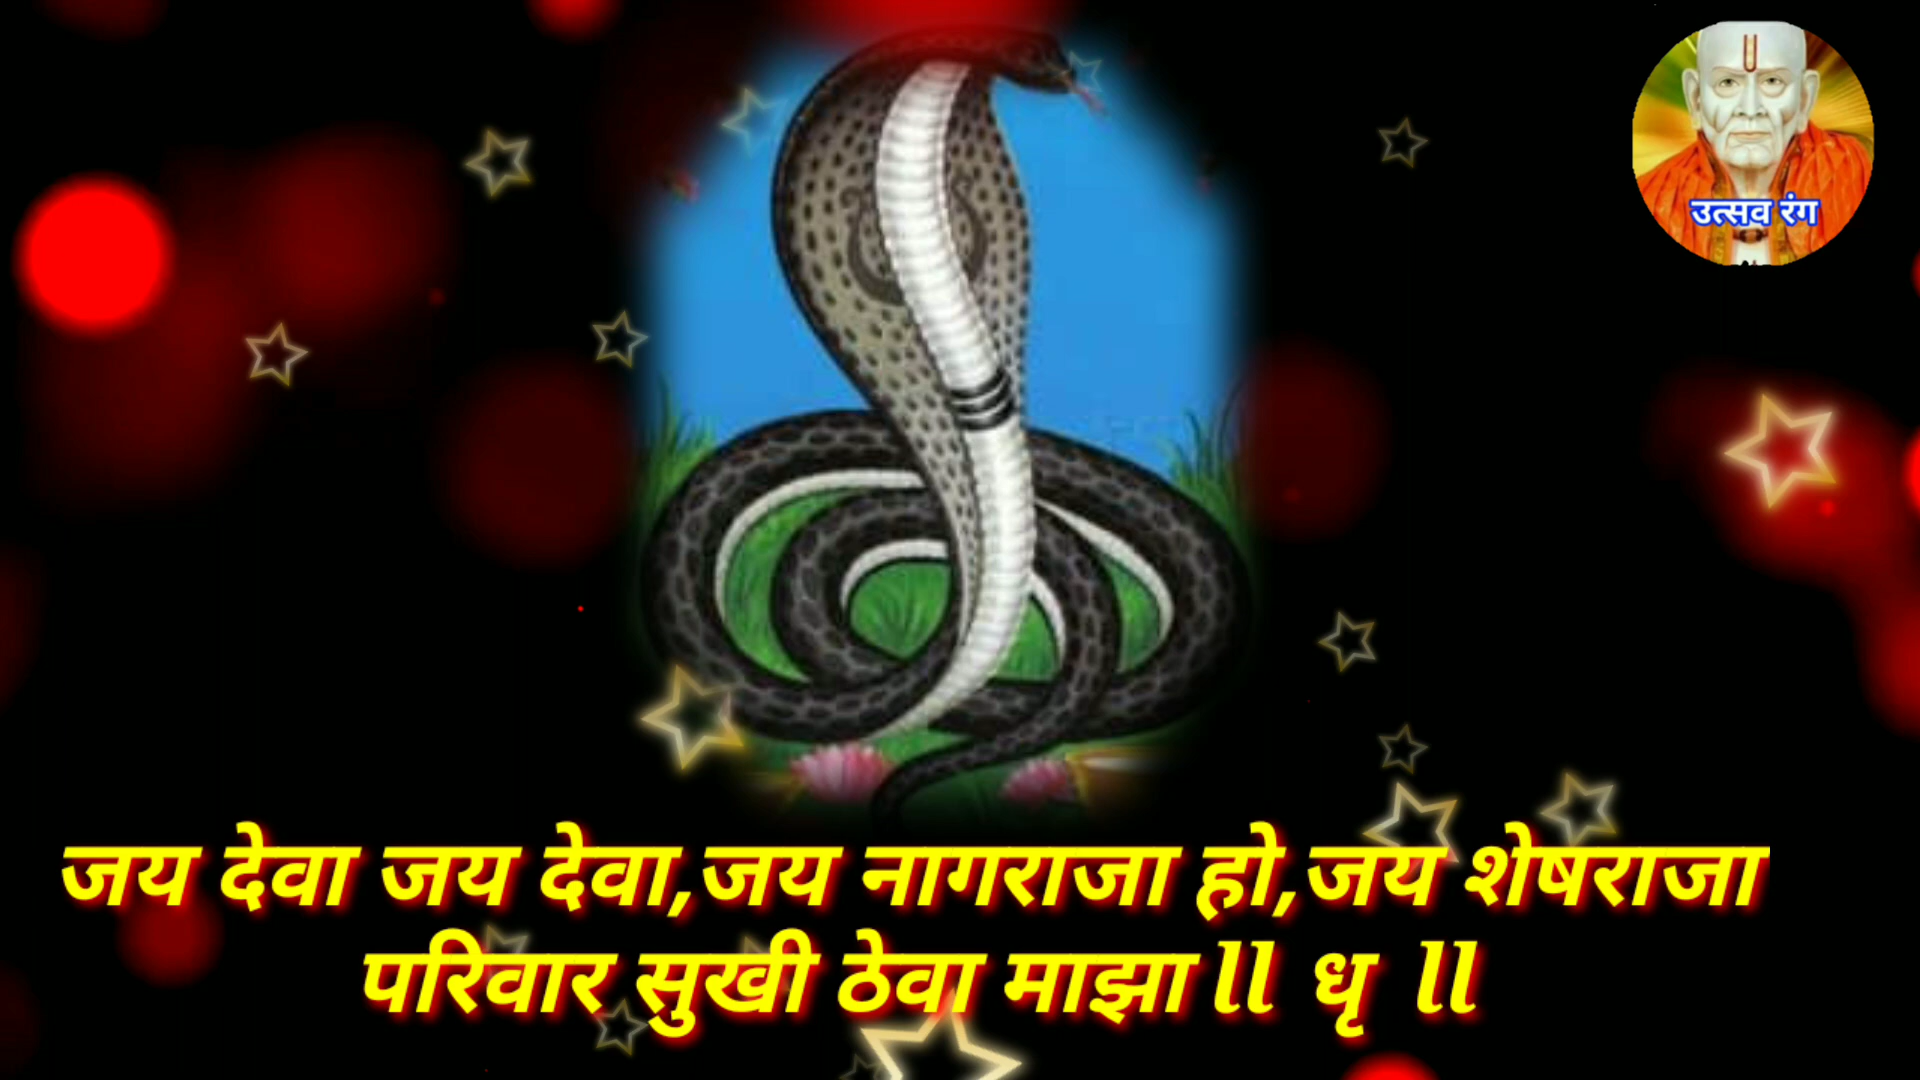 उत्सव रंग
जय देवा जय देवा,जय नागराजा हो,जय शेषराजा
परिवार सुखी ठेवा माझा ll धृ ll